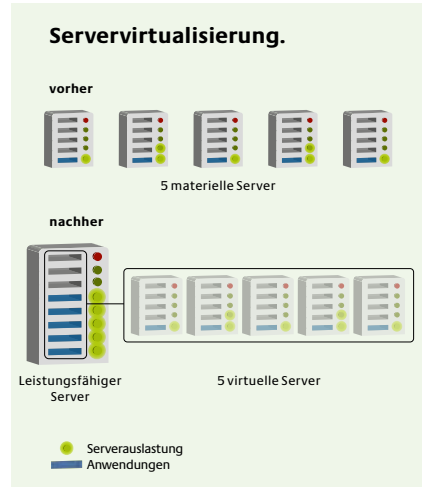 Servervirtualisierung.
vorher
5 materielle Server
nachher
Leistungsfähiger
Server
5 virtuelle Server
Serverauslastung
Anwendungen